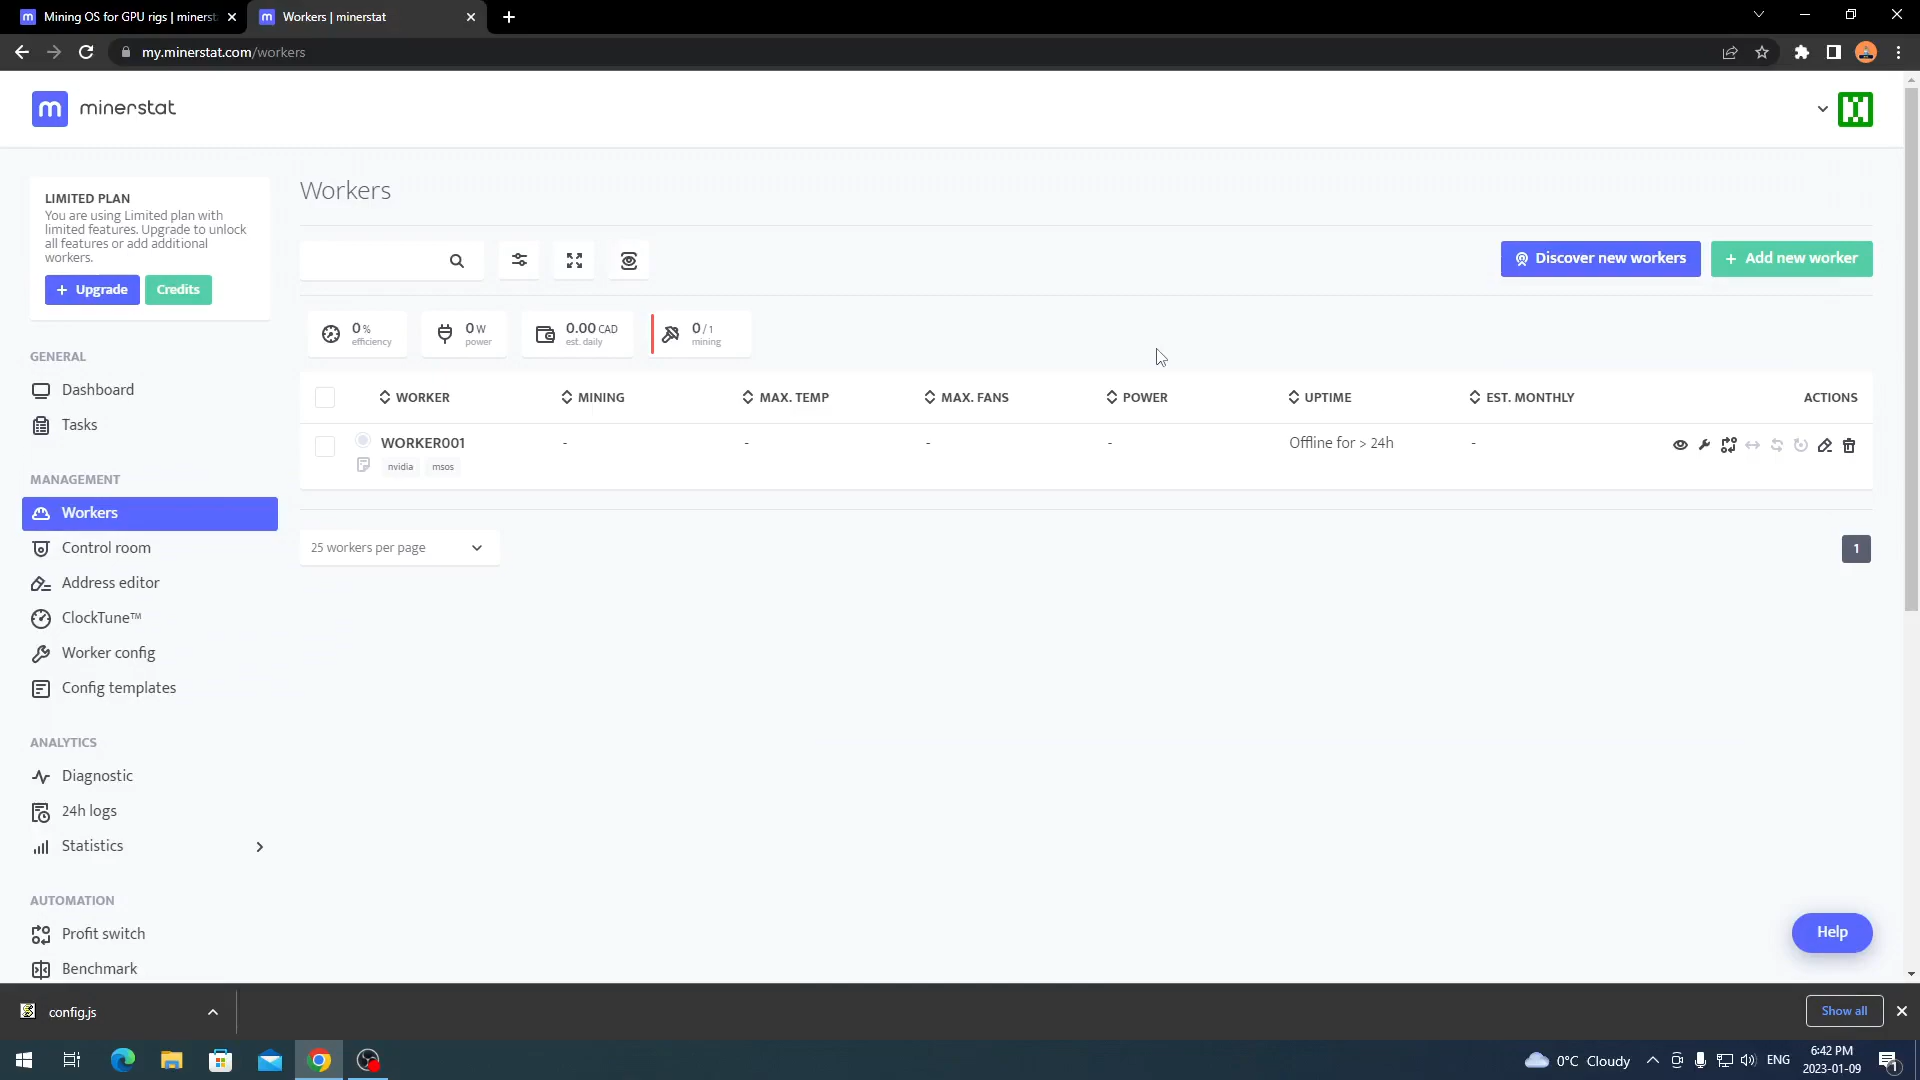 Mining OS for GPU rigs | minerst
Workers | minerstat
my.minerstat.com/workers
m minerstat
LIMITED PLAN
You are using Limited plan with
limited features. Upgrade to unlock
all features or add additional
workers.
+ Upgrade
Credits
GENERAL
Dashboard
Tasks
MANAGEMENT
Workers
Control room
Address editor
ClockTune™
Worker config
Config templates
ANALYTICS
Diagnostic
24h logs
Statistics
AUTOMATION
Profit switch
Benchmark
Workers
Discover new workers
+ Add new worker
0 %
efficiency
0 W
power
0.00 CAD
est. daily
0 / 1
mining
WORKER MINING MAX. TEMP MAX. FANS POWER UPTIME EST. MONTHLY ACTIONS
WORKER001 - - - - Offline for > 24h -
nvidia msos
25 workers per page
1
Help
config.js
Show all
0°C Cloudy
ENG
6:42 PM
2023-01-09
1